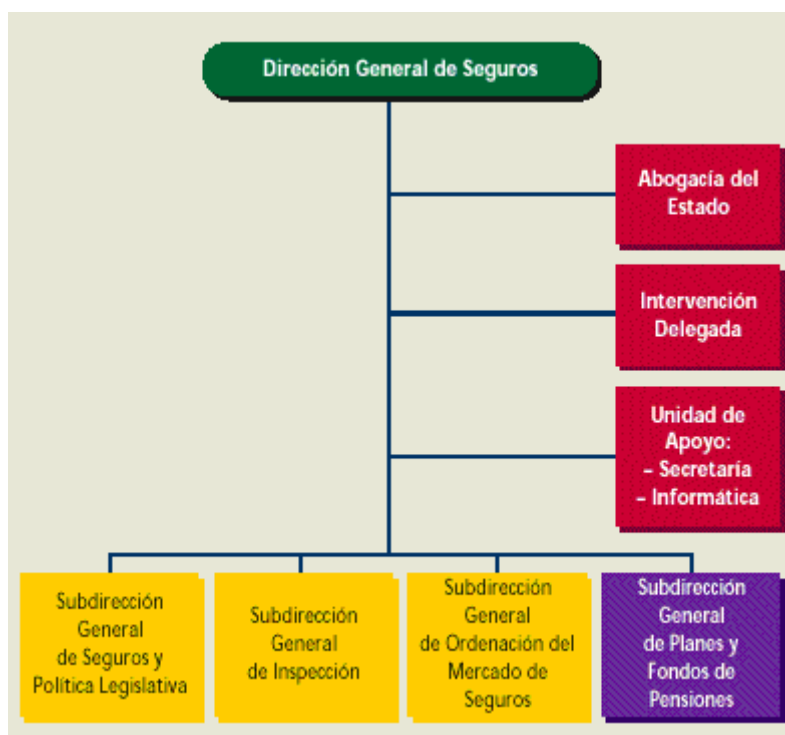 Dirección General de Seguros
Abogacía del
Estado
Intervención
Delegada
Unidad de
Apoyo:
– Secretaría
– Informática
Subdirección
General
de Seguros y
Política Legislativa
Subdirección
General
de Inspección
Subdirección
General
de Ordenación del
Mercado de
Seguros
Subdirección
General
de Planes y
Fondos de
Pensiones